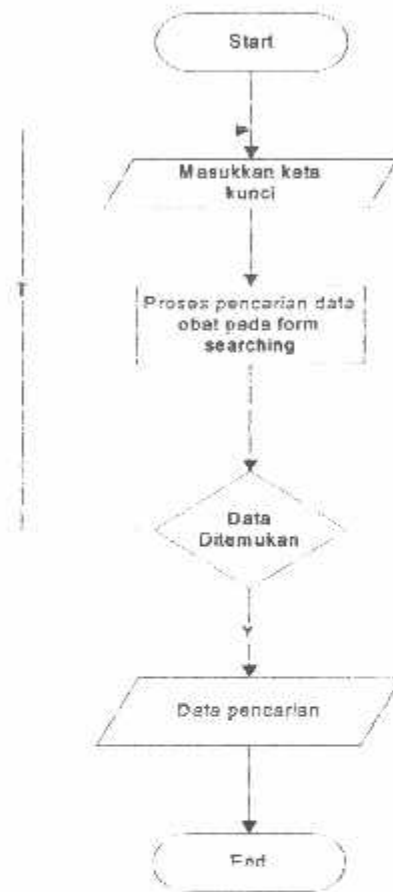 Start
Masukkan kata
kunci
Proses pencarian data
obat pada form
searching
Data
Ditemukan
Y
Data pencarian
End